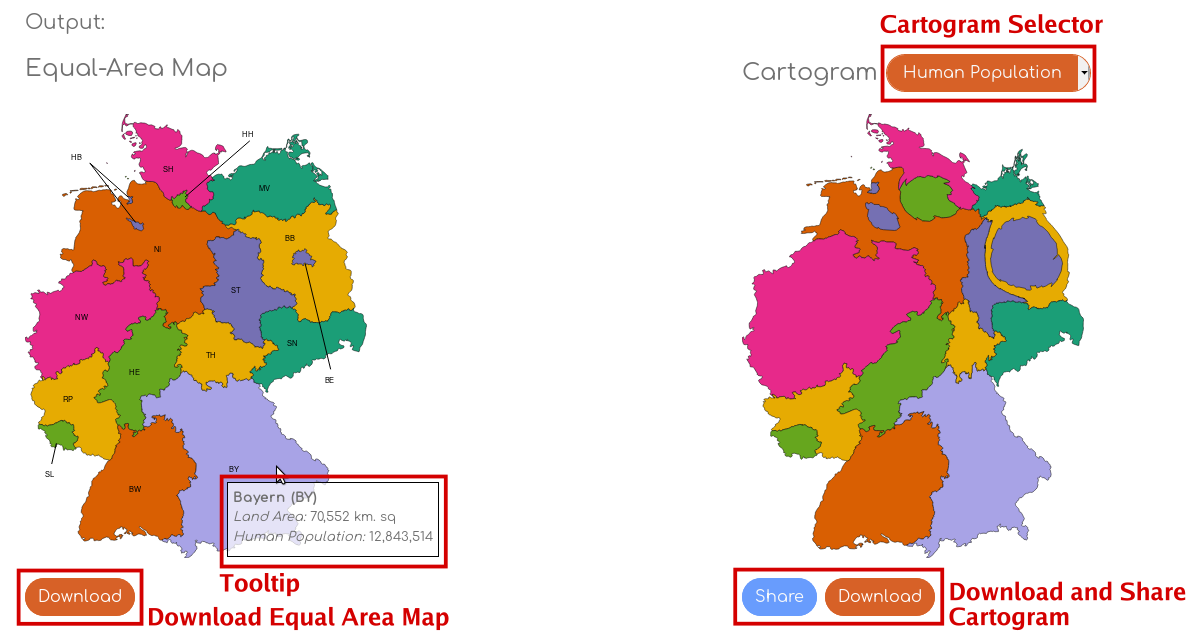 Output:
Cartogram Selector
Equal-Area Map
Cartogram
Human Population
HH
HB
SH
MV
BB
NI
ST
NW
SN
TH
HE
BE
RP
SL
BY
BW
Bayern (BY)
Land Area: 70,552 km. sq
Human Population: 12,843,514
Tooltip
Download
Download Equal Area Map
Share
Download
Download and Share
Cartogram